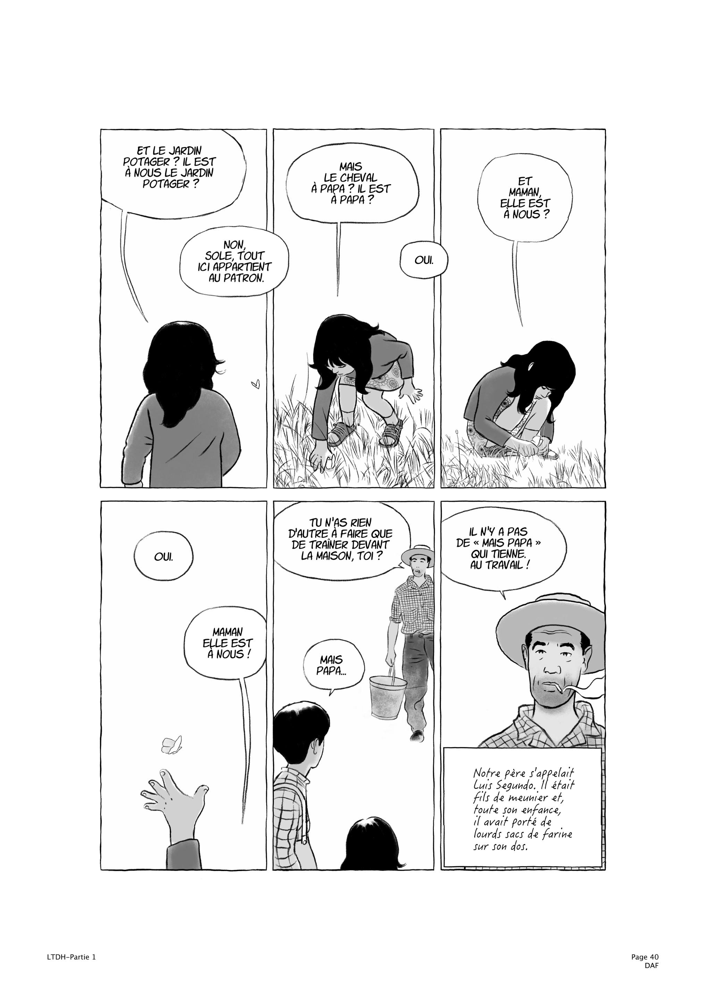 ET LE JARDIN
POTAGER ? IL EST
À NOUS LE JARDIN
POTAGER ?
NON,
SOLE, TOUT
ICI APPARTIENT
AU PATRON.
MAIS
LE CHEVAL
À PAPA ? IL EST
À PAPA ?
OUI.
ET
MAMAN,
ELLE EST
À NOUS ?
OUI.
MAMAN
ELLE EST
À NOUS !
TU N'AS RIEN
D'AUTRE À FAIRE QUE
DE TRAÎNER DEVANT
LA MAISON, TOI ?
MAIS
PAPA...
IL N'Y A PAS
DE « MAIS PAPA »
QUI TIENNE.
AU TRAVAIL !
Notre père s'appelait
Luis Segundo. Il était
fils de meunier et,
toute son enfance,
il avait porté de
lourds sacs de farine
sur son dos.
LTDH-Partie 1
Page 40
DAF